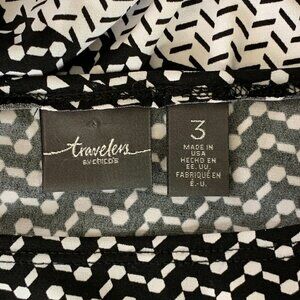 travelers
BY CHICO'S
3
MADE IN
USA
HECHO EN
EE. UU.
FABRIQUÉ EN
É.-U.